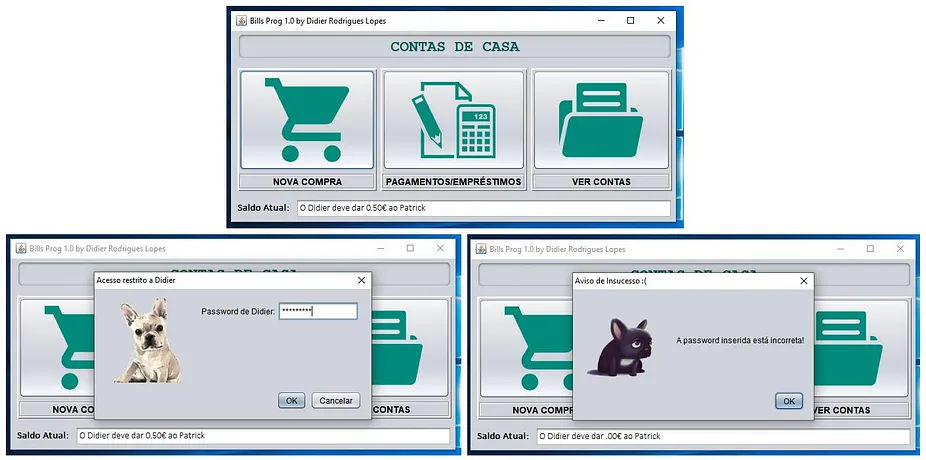 Bills Prog 1.0 by Didier Rodrigues Lopes
CONTAS DE CASA
123
NOVA COMPRA
PAGAMENTOS/EMPRÉSTIMOS
VER CONTAS
Saldo Atual: O Didier deve dar 0.50€ ao Patrick
Bills Prog 1.0 by Didier Rodrigues Lopes
CONTAS DE CASA
Acesso restrito a Didier
Password de Didier: *********
OK Cancelar
NOVA CO
CONTAS
Saldo Atual: O Didier deve dar 0.50€ ao Patrick
Bills Prog 1.0 by Didier Rodrigues Lopes
CONTAS DE CASA
Aviso de Insucesso :(
A password inserida está incorreta!
OK
NOVA COMPR
VER CONTAS
Saldo Atual: O Didier deve dar .00€ ao Patrick